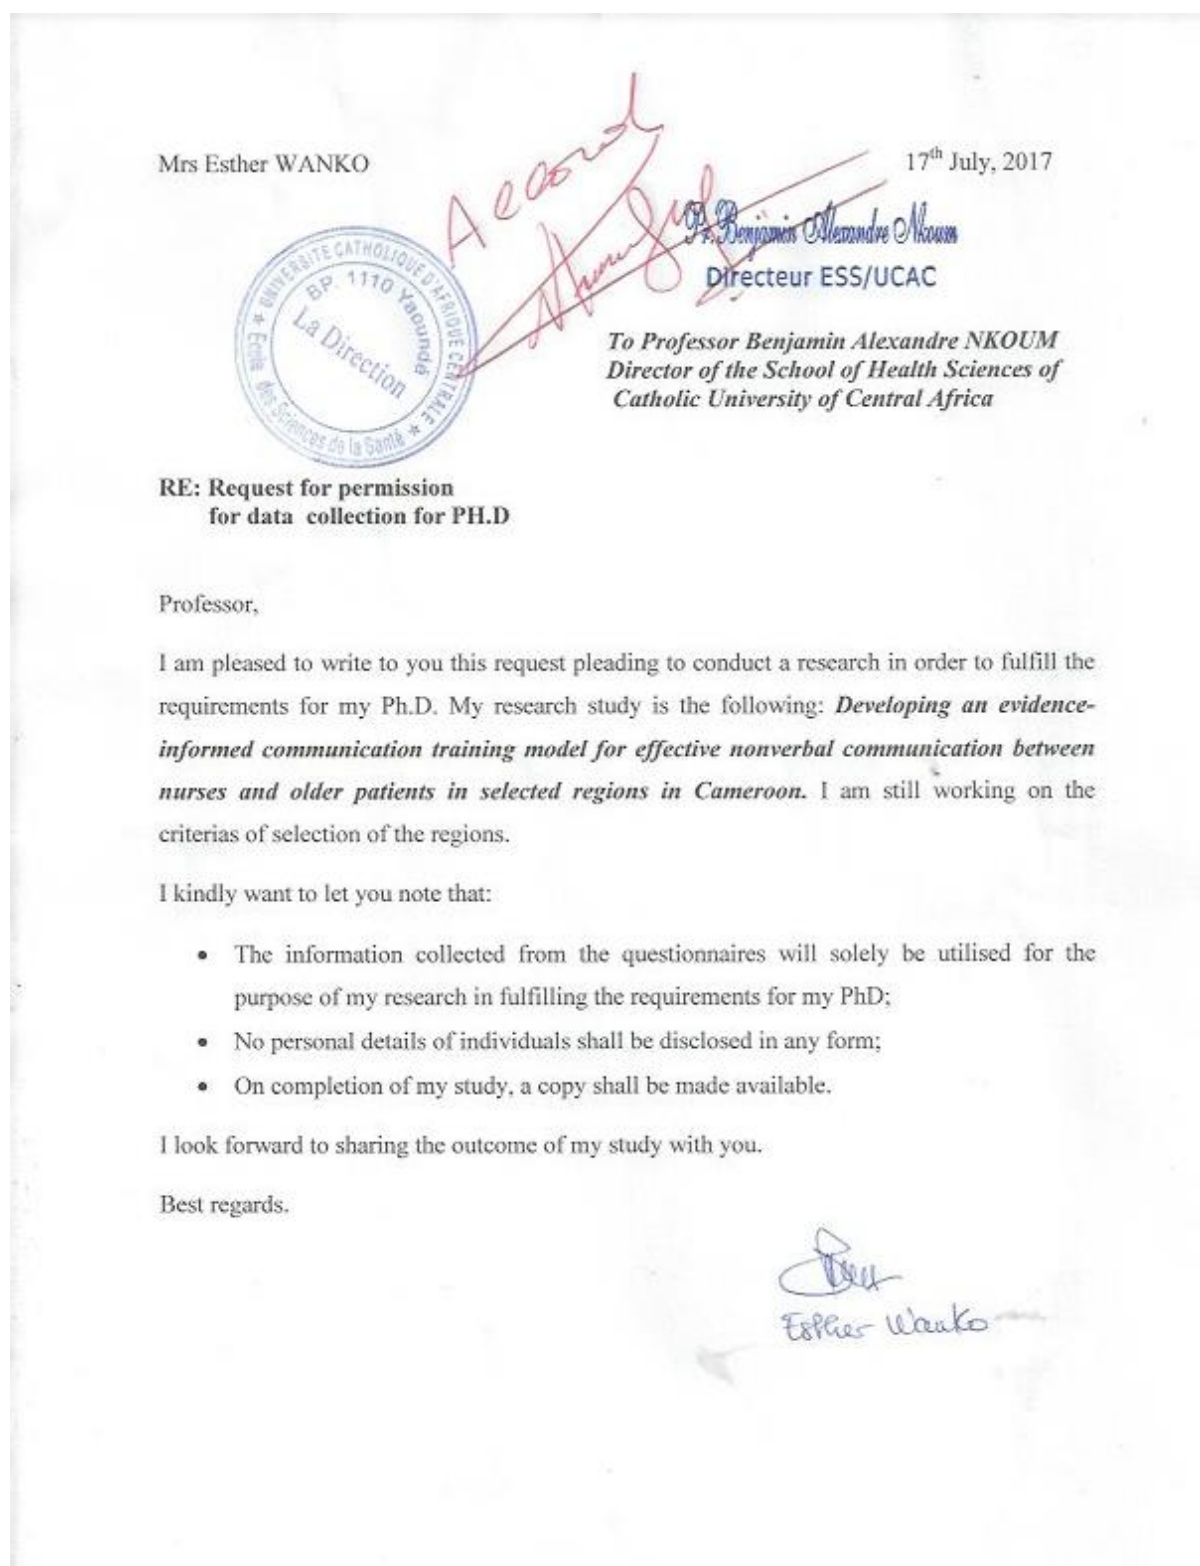 Mrs Esther WANKO
17th July, 2017
Accord
Pr. Benjamin Alexandre Nkoum
Directeur ESS/UCAC
★ UNIVERSITE CATHOLIQUE D'AFRIQUE CENTRALE ★
École des Sciences de la Santé
BP. 1110 Yaoundé
La Direction
To Professor Benjamin Alexandre NKOUM
Director of the School of Health Sciences of
Catholic University of Central Africa
RE: Request for permission
for data collection for PH.D
Professor,
I am pleased to write to you this request pleading to conduct a research in order to fulfill the
requirements for my Ph.D. My research study is the following: Developing an evidence-
informed communication training model for effective nonverbal communication between
nurses and older patients in selected regions in Cameroon. I am still working on the
criterias of selection of the regions.
I kindly want to let you note that:
• The information collected from the questionnaires will solely be utilised for the
purpose of my research in fulfilling the requirements for my PhD;
• No personal details of individuals shall be disclosed in any form;
• On completion of my study, a copy shall be made available.
I look forward to sharing the outcome of my study with you.
Best regards.
Esther Wanko